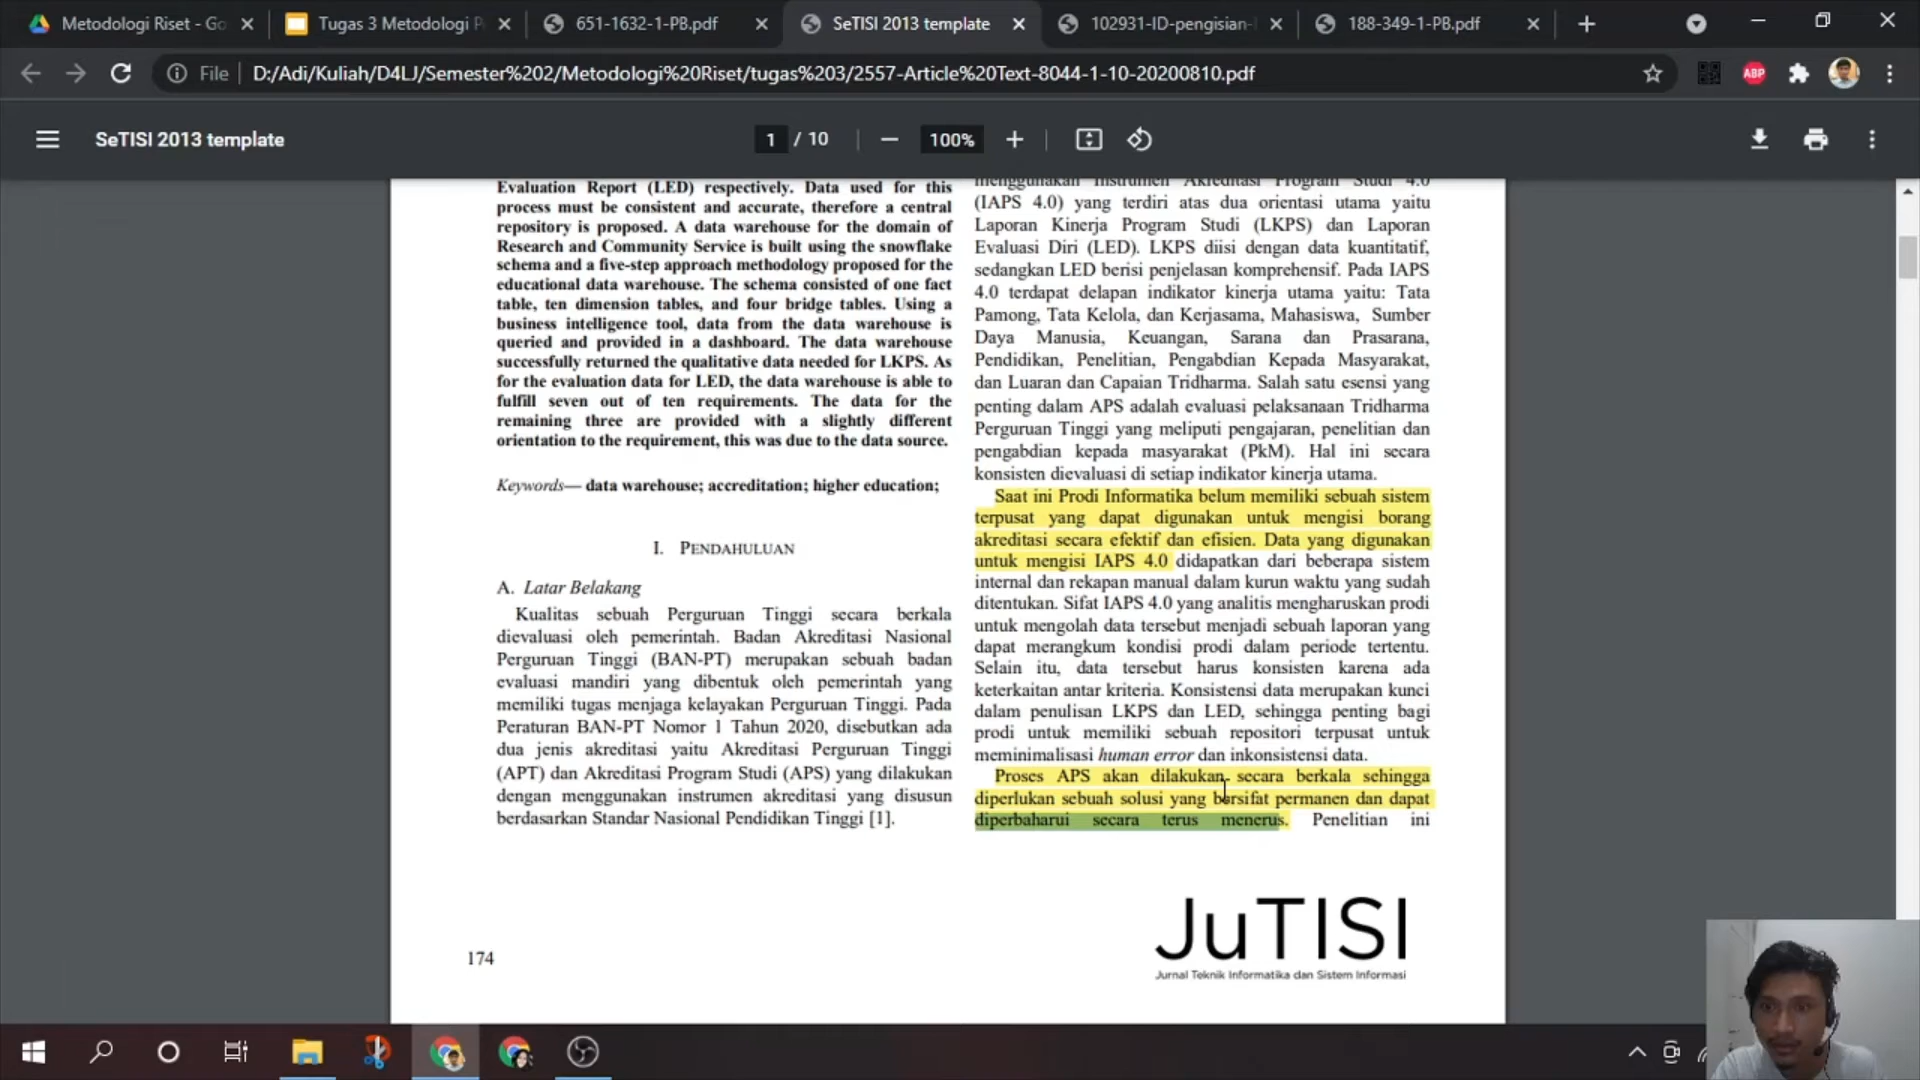 Metodologi Riset - Go
Tugas 3 Metodologi P
651-1632-1-PB.pdf
SeTISI 2013 template
102931-ID-pengisian-
188-349-1-PB.pdf
File
D:/Adi/Kuliah/D4LJ/Semester%202/Metodologi%20Riset/tugas%203/2557-Article%20Text-8044-1-10-20200810.pdf
ABP
SeTISI 2013 template
1 / 10
100%
Evaluation Report (LED) respectively. Data used for this
process must be consistent and accurate, therefore a central
repository is proposed. A data warehouse for the domain of
Research and Community Service is built using the snowflake
schema and a five-step approach methodology proposed for the
educational data warehouse. The schema consisted of one fact
table, ten dimension tables, and four bridge tables. Using a
business intelligence tool, data from the data warehouse is
queried and provided in a dashboard. The data warehouse
successfully returned the qualitative data needed for LKPS. As
for the evaluation data for LED, the data warehouse is able to
fulfill seven out of ten requirements. The data for the
remaining three are provided with a slightly different
orientation to the requirement, this was due to the data source.
Keywords— data warehouse; accreditation; higher education;
I. PENDAHULUAN
A. Latar Belakang
Kualitas sebuah Perguruan Tinggi secara berkala
dievaluasi oleh pemerintah. Badan Akreditasi Nasional
Perguruan Tinggi (BAN-PT) merupakan sebuah badan
evaluasi mandiri yang dibentuk oleh pemerintah yang
memiliki tugas menjaga kelayakan Perguruan Tinggi. Pada
Peraturan BAN-PT Nomor 1 Tahun 2020, disebutkan ada
dua jenis akreditasi yaitu Akreditasi Perguruan Tinggi
(APT) dan Akreditasi Program Studi (APS) yang dilakukan
dengan menggunakan instrumen akreditasi yang disusun
berdasarkan Standar Nasional Pendidikan Tinggi [1].
menggunakan Instrumen Akreditasi Program Studi 4.0
(IAPS 4.0) yang terdiri atas dua orientasi utama yaitu
Laporan Kinerja Program Studi (LKPS) dan Laporan
Evaluasi Diri (LED). LKPS diisi dengan data kuantitatif,
sedangkan LED berisi penjelasan komprehensif. Pada IAPS
4.0 terdapat delapan indikator kinerja utama yaitu: Tata
Pamong, Tata Kelola, dan Kerjasama, Mahasiswa, Sumber
Daya Manusia, Keuangan, Sarana dan Prasarana,
Pendidikan, Penelitian, Pengabdian Kepada Masyarakat,
dan Luaran dan Capaian Tridharma. Salah satu esensi yang
penting dalam APS adalah evaluasi pelaksanaan Tridharma
Perguruan Tinggi yang meliputi pengajaran, penelitian dan
pengabdian kepada masyarakat (PkM). Hal ini secara
konsisten dievaluasi di setiap indikator kinerja utama.
Saat ini Prodi Informatika belum memiliki sebuah sistem
terpusat yang dapat digunakan untuk mengisi borang
akreditasi secara efektif dan efisien. Data yang digunakan
untuk mengisi IAPS 4.0 didapatkan dari beberapa sistem
internal dan rekapan manual dalam kurun waktu yang sudah
ditentukan. Sifat IAPS 4.0 yang analitis mengharuskan prodi
untuk mengolah data tersebut menjadi sebuah laporan yang
dapat merangkum kondisi prodi dalam periode tertentu.
Selain itu, data tersebut harus konsisten karena ada
keterkaitan antar kriteria. Konsistensi data merupakan kunci
dalam penulisan LKPS dan LED, sehingga penting bagi
prodi untuk memiliki sebuah repositori terpusat untuk
meminimalisasi human error dan inkonsistensi data.
Proses APS akan dilakukan secara berkala sehingga
diperlukan sebuah solusi yang bersifat permanen dan dapat
diperbaharui secara terus menerus. Penelitian ini
174
JuTISI
Jurnal Teknik Informatika dan Sistem Informasi